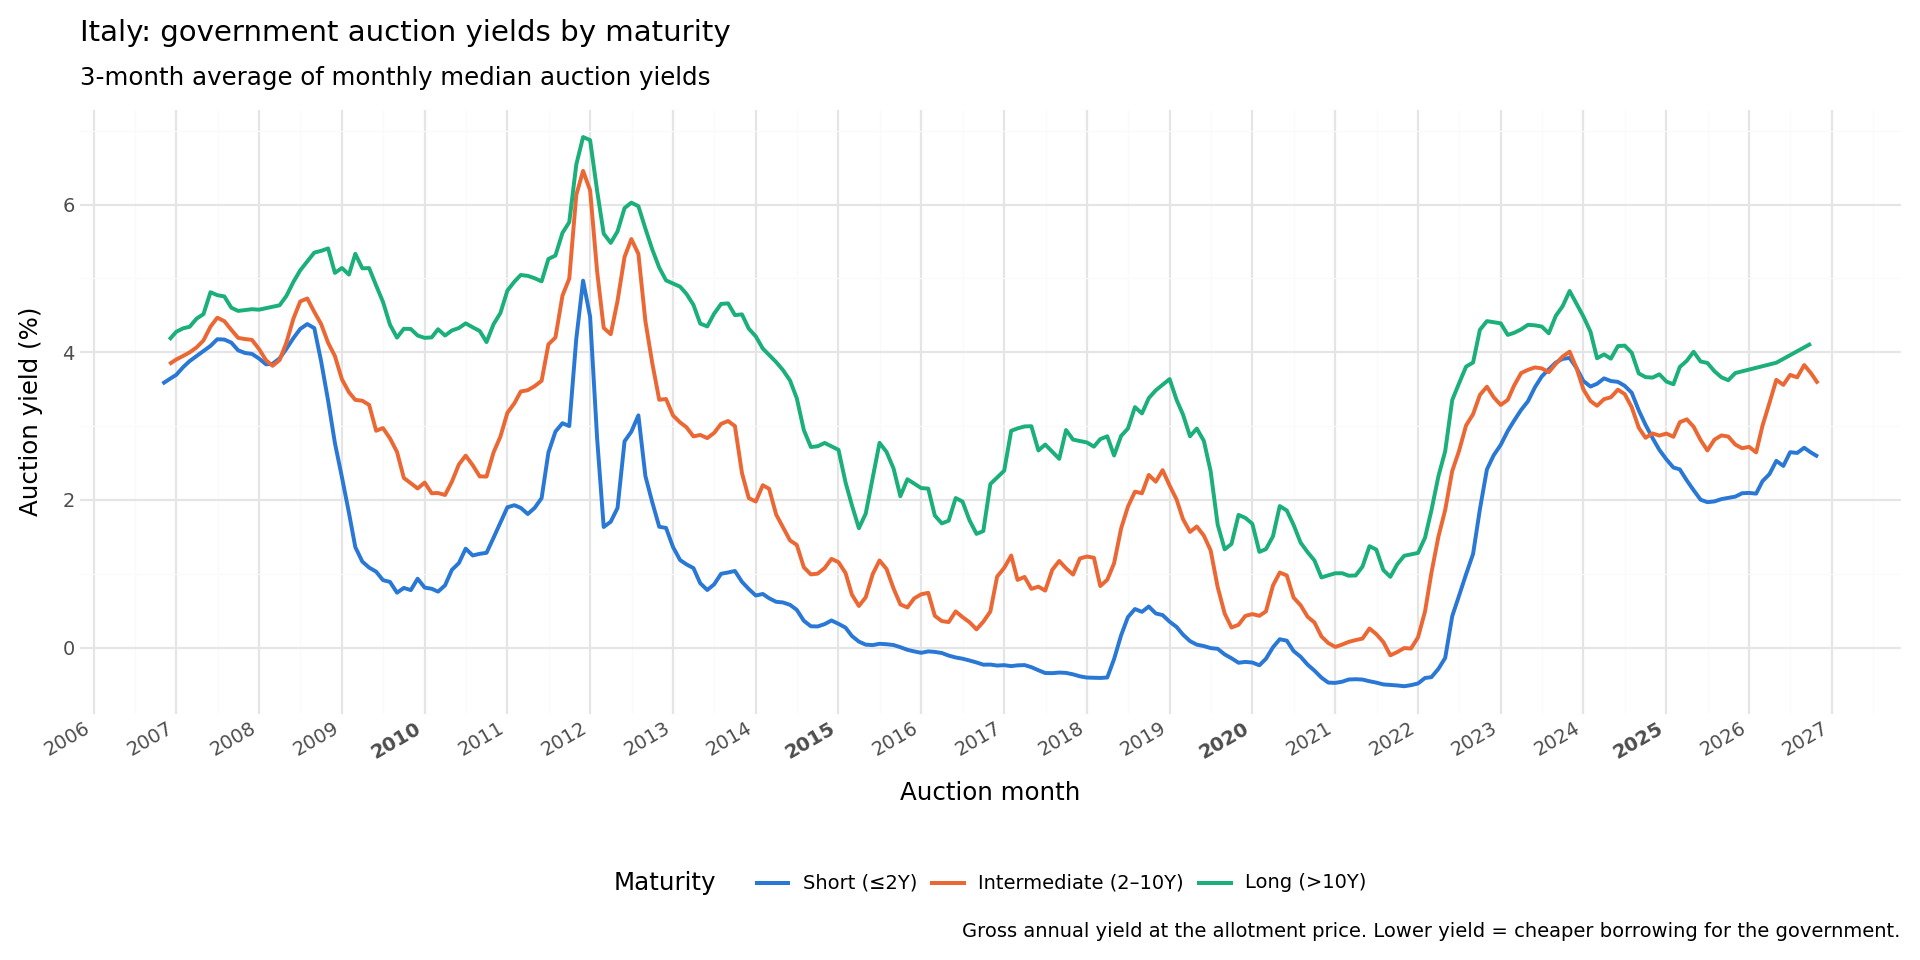 Italy: government auction yields by maturity
3-month average of monthly median auction yields
Auction yield (%)
6
4
2
0
2006 2007 2008 2009 2010 2011 2012 2013 2014 2015 2016 2017 2018 2019 2020 2021 2022 2023 2024 2025 2026 2027
Auction month
Maturity Short (≤2Y) Intermediate (2–10Y) Long (>10Y)
Gross annual yield at the allotment price. Lower yield = cheaper borrowing for the government.